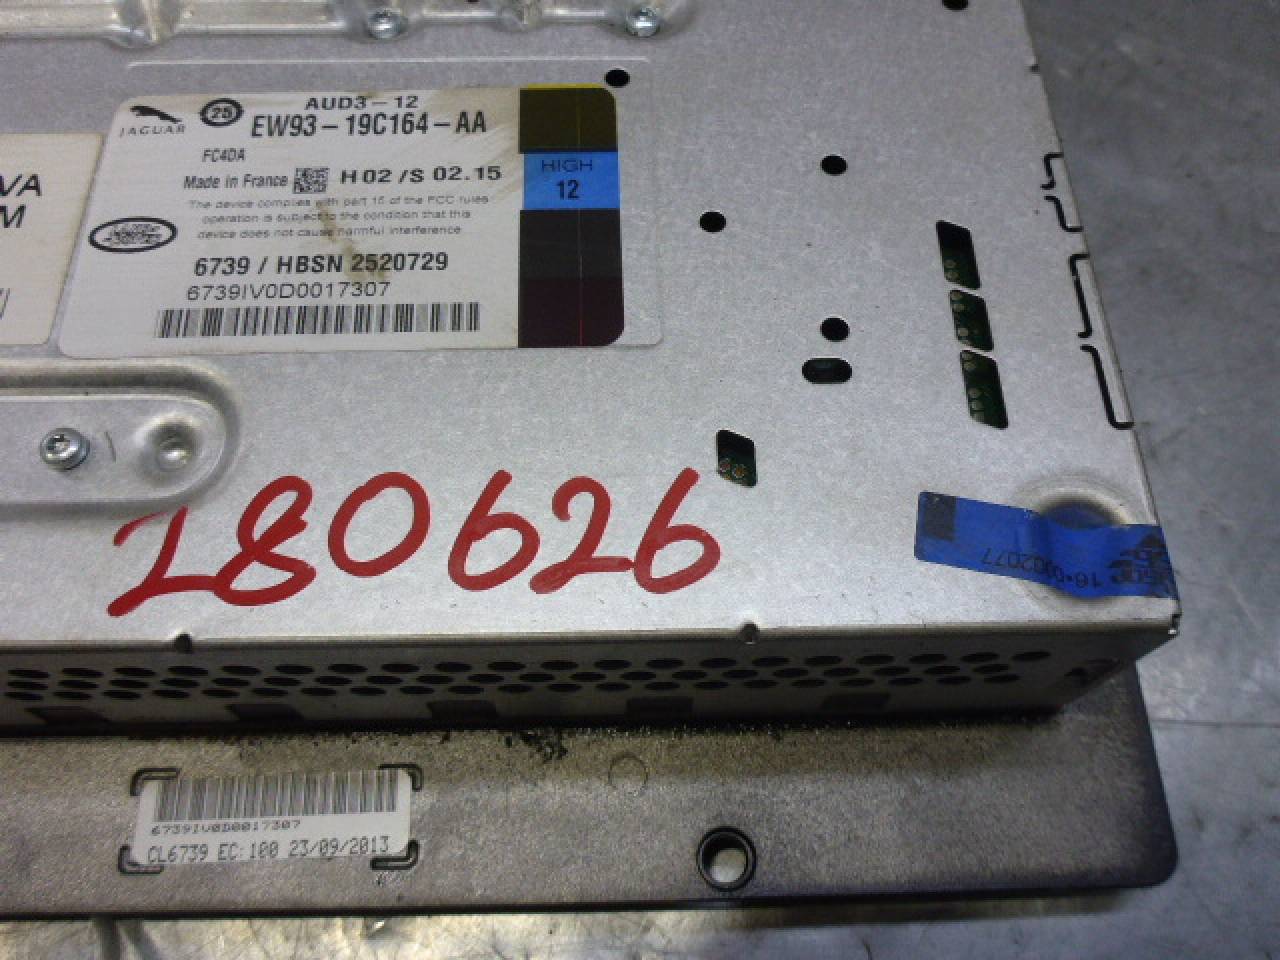 AUD3-12
JAGUAR
25
EW93-19C164-AA
FC4DA
Made in France
H02/S 02.15
The device complies with part 15 of the FCC rules
operation is subject to the condition that this
device does not cause harmful interference.
6739 / HBSN 2520729
6739IV0D0017307
HIGH
12
VA
M
280626
16-0002077
6739IV0D0017307
CL6739 EC:100 23/09/2013